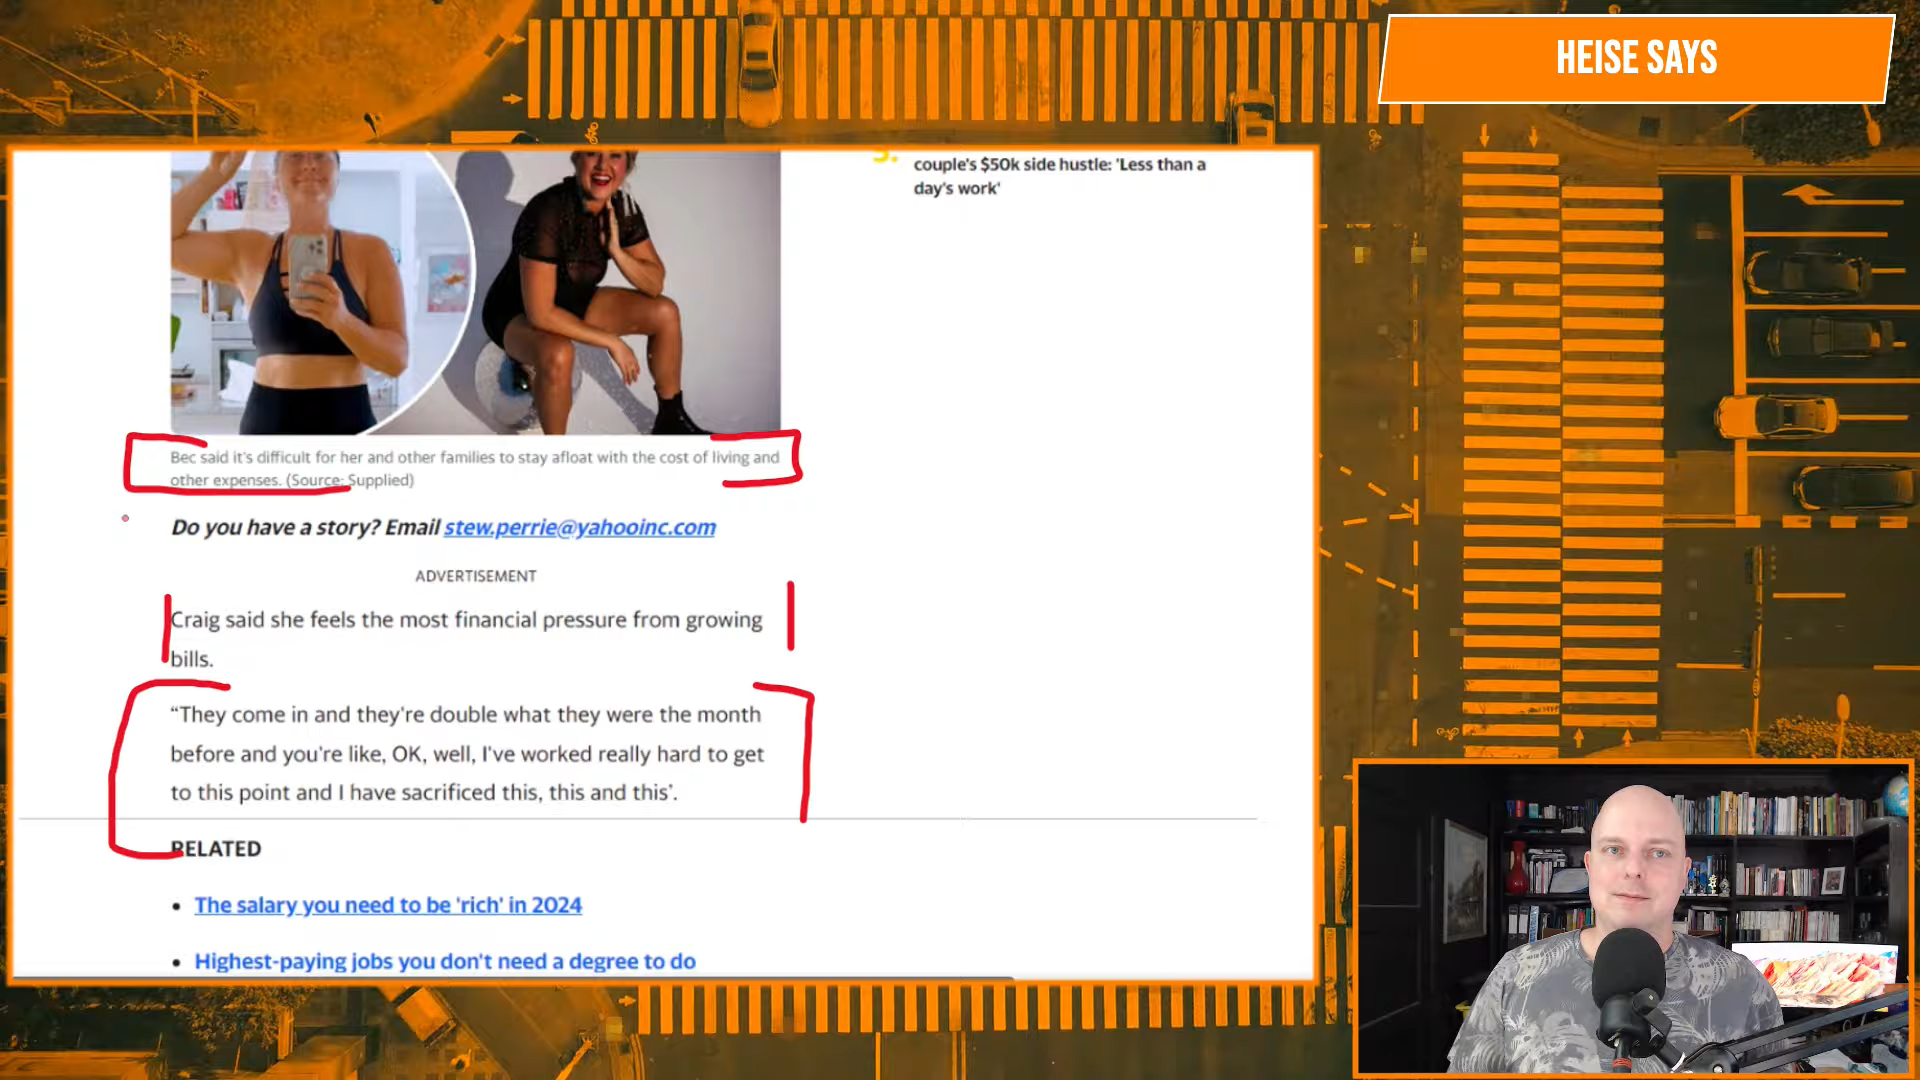 HEISE SAYS
couple's $50k side hustle: 'Less than a
day's work'
Bec said it's difficult for her and other families to stay afloat with the cost of living and
other expenses. (Source: Supplied)
Do you have a story? Email stew.perrie@yahooinc.com
ADVERTISEMENT
Craig said she feels the most financial pressure from growing
bills.
“They come in and they're double what they were the month
before and you're like, OK, well, I've worked really hard to get
to this point and I have sacrificed this, this and this'.
RELATED
• The salary you need to be 'rich' in 2024
• Highest-paying jobs you don't need a degree to do